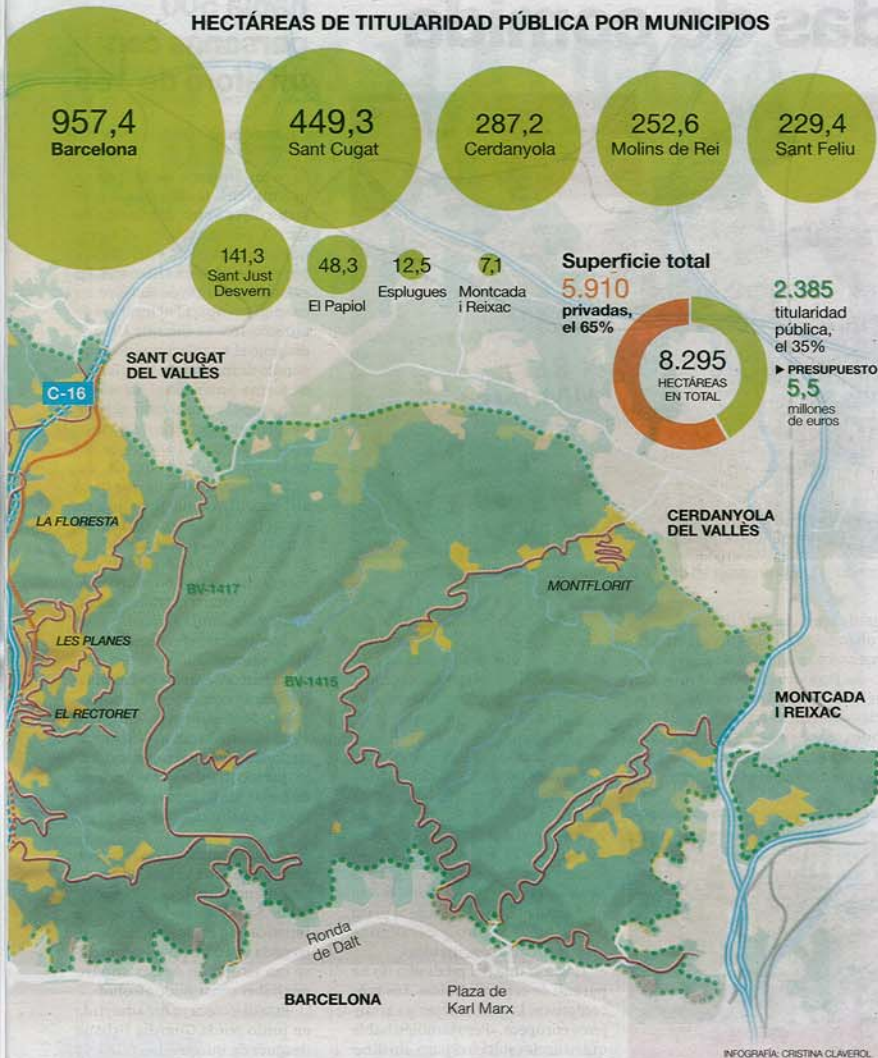 HECTÁREAS DE TITULARIDAD PÚBLICA POR MUNICIPIOS
957,4
Barcelona
449,3
Sant Cugat
287,2
Cerdanyola
252,6
Molins de Rei
229,4
Sant Feliu
141,3
Sant Just
Desvern
48,3
El Papiol
12,5
Esplugues
7,1
Montcada
i Reixac
Superficie total
5.910
privadas,
el 65%
8.295
HECTÁREAS
EN TOTAL
2.385
titularidad
pública,
el 35%
▶ PRESUPUESTO
5,5
millones
de euros
SANT CUGAT
DEL VALLÈS
C-16
LA FLORESTA
CERDANYOLA
DEL VALLÈS
MONTFLORIT
BV-1417
LES PLANES
BV-1415
EL RECTORET
MONTCADA
I REIXAC
Ronda
de Dalt
BARCELONA
Plaza de
Karl Marx
INFOGRAFÍA: CRISTINA CLAVEROL